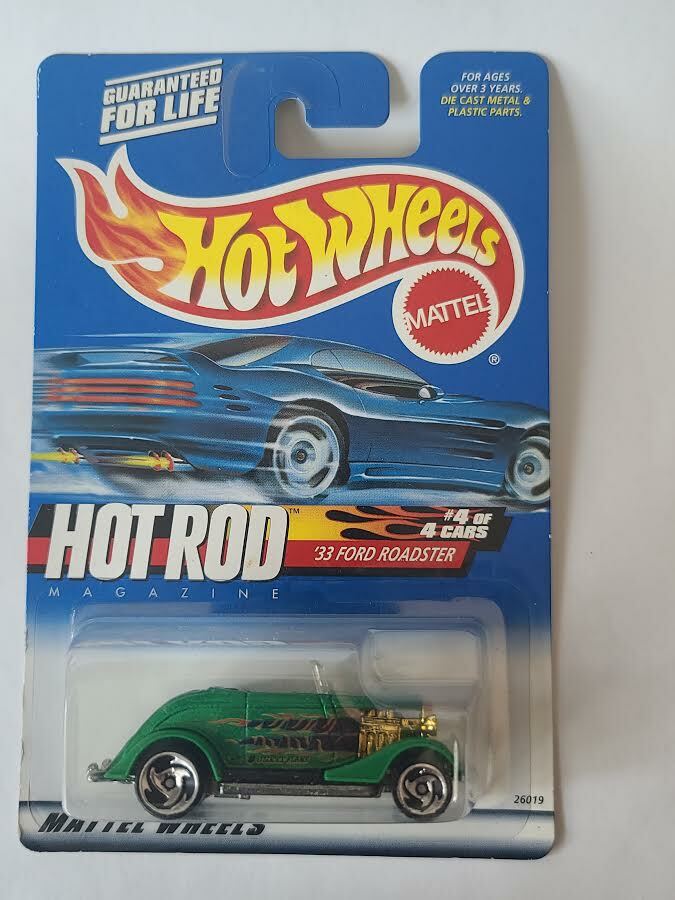 GUARANTEED
FOR LIFE
FOR AGES
OVER 3 YEARS.
DIE CAST METAL &
PLASTIC PARTS.
HOT WHEELS
MATTEL
®
HOT ROD™
MAGAZINE
#4 OF
4 CARS
'33 FORD ROADSTER
26019
MATTEL WHEELS